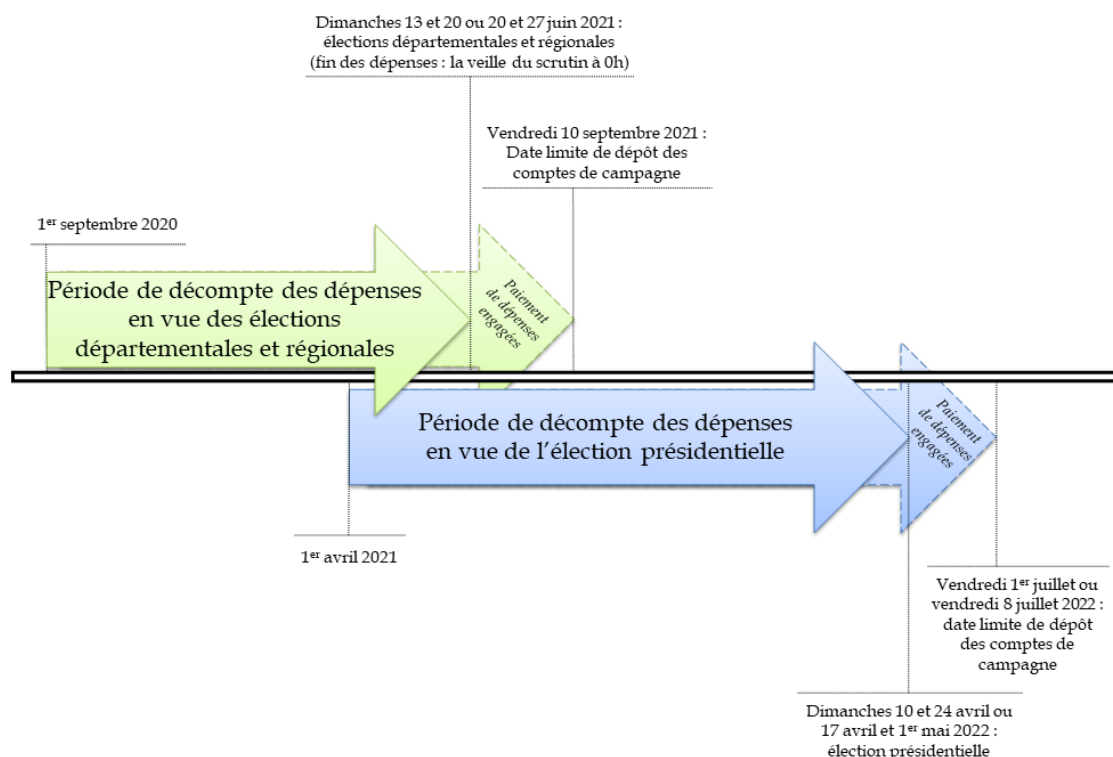 Dimanches 13 et 20 ou 20 et 27 juin 2021 :
élections départementales et régionales
(fin des dépenses : la veille du scrutin à 0h)
Vendredi 10 septembre 2021 :
Date limite de dépôt des
comptes de campagne
1er septembre 2020
Période de décompte des dépenses
en vue des élections
départementales et régionales
Paiement
de dépenses
engagées
Période de décompte des dépenses
en vue de l’élection présidentielle
Paiement
de dépenses
engagées
1er avril 2021
Vendredi 1er juillet ou
vendredi 8 juillet 2022 :
date limite de dépôt
des comptes de
campagne
Dimanches 10 et 24 avril ou
17 avril et 1er mai 2022 :
élection présidentielle